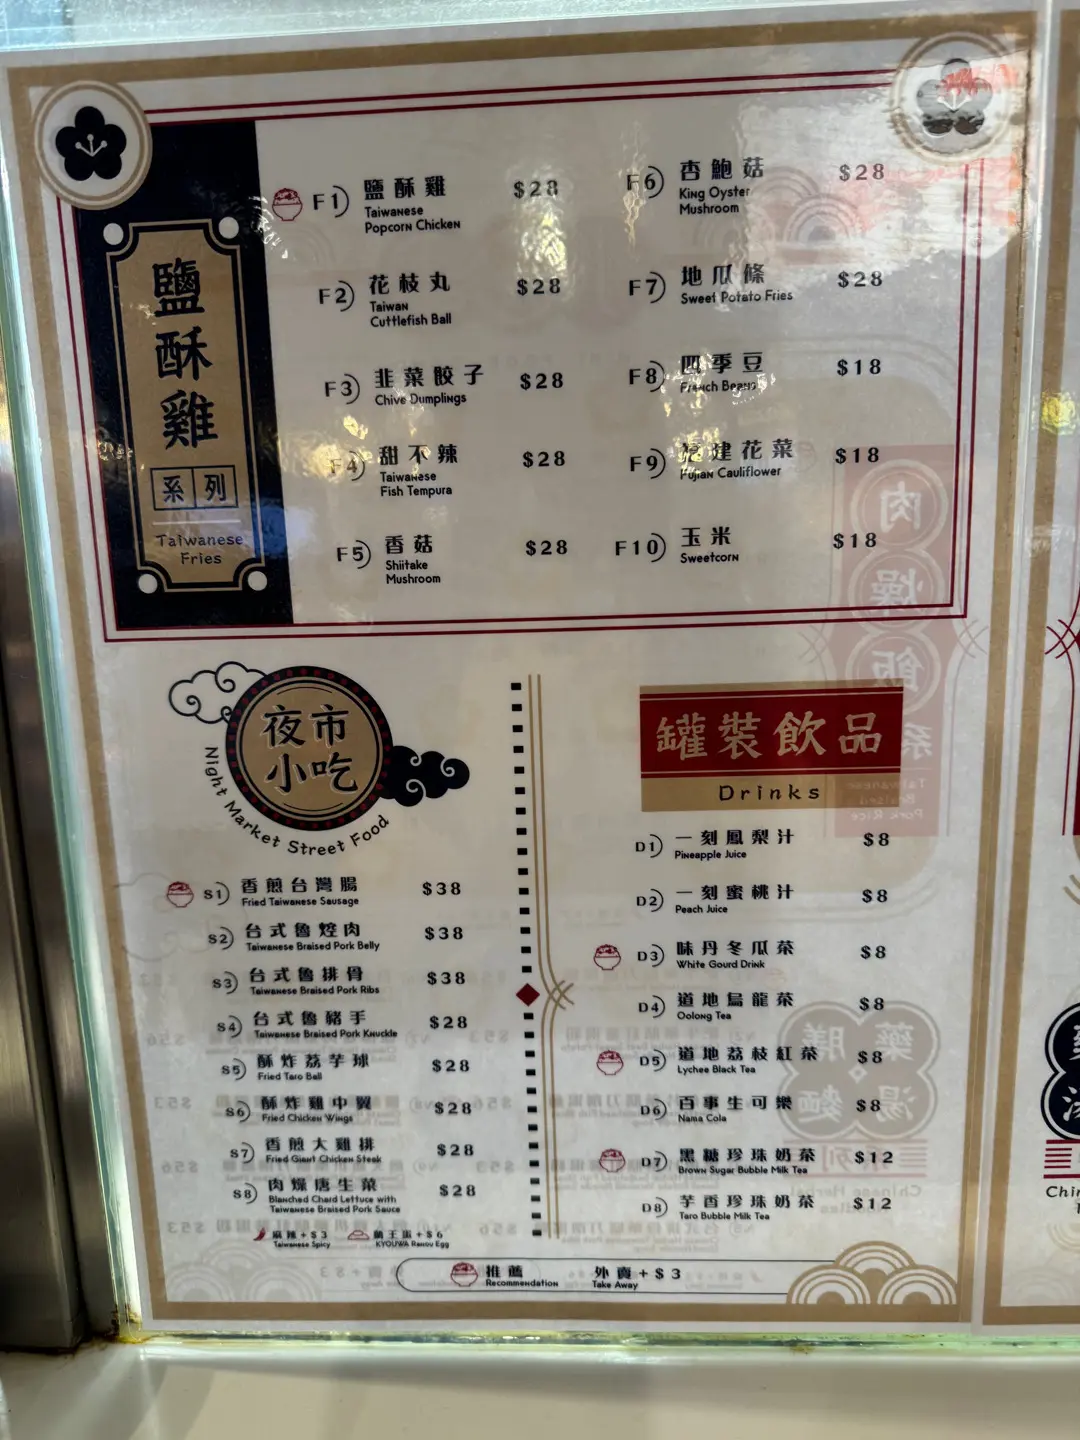 鹽酥雞
系列
Taiwanese
Fries
F1) 鹽酥雞 $28
Taiwanese
Popcorn Chicken
F2) 花枝丸 $28
Taiwan
Cuttlefish Ball
F3) 韭菜餃子 $28
Chive Dumplings
F4) 甜不辣 $28
Taiwanese
Fish Tempura
F5) 香菇 $28
Shiitake
Mushroom
F6) 杏鮑菇 $28
King Oyster
Mushroom
F7) 地瓜條 $28
Sweet Potato Fries
F8) 四季豆 $18
French Beans
F9) 福建花菜 $18
Fujian Cauliflower
F10) 玉米 $18
Sweetcorn
夜市
小吃
Night Market Street Food
S1) 香煎台灣腸 $38
Fried Taiwanese Sausage
S2) 台式魯焢肉 $38
Taiwanese Braised Pork Belly
S3) 台式魯排骨 $38
Taiwanese Braised Pork Ribs
S4) 台式魯豬手 $28
Taiwanese Braised Pork Knuckle
S5) 酥炸荔芋球 $28
Fried Taro Ball
S6) 酥炸雞中翼 $28
Fried Chicken Wings
S7) 香煎大雞排 $28
Fried Giant Chicken Steak
S8) 肉燥唐生菜 $28
Blanched Chard Lettuce with
Taiwanese Braised Pork Sauce
麻辣+$3 蘭王蛋+$6
Taiwanese Spicy KYOUWA Ranou Egg
罐裝飲品
Drinks
D1) 一刻鳳梨汁 $8
Pineapple Juice
D2) 一刻蜜桃汁 $8
Peach Juice
D3) 味丹冬瓜茶 $8
White Gourd Drink
D4) 道地烏龍茶 $8
Oolong Tea
D5) 道地荔枝紅茶 $8
Lychee Black Tea
D6) 百事生可樂 $8
Nama Cola
D7) 黑糖珍珠奶茶 $12
Brown Sugar Bubble Milk Tea
D8) 芋香珍珠奶茶 $12
Taro Bubble Milk Tea
推薦 外賣+$3
Recommendation Take Away